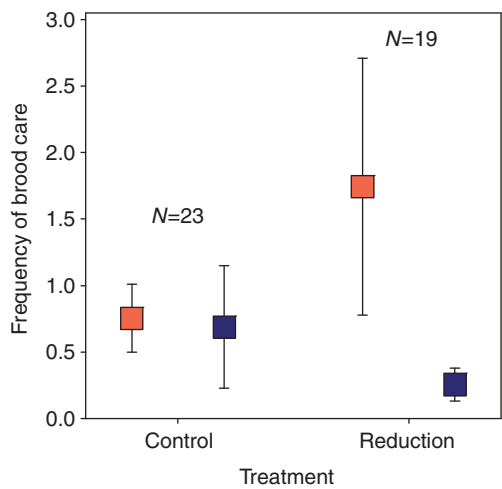 Frequency of brood care
3.0
2.5
2.0
1.5
1.0
0.5
0.0
N=19
N=23
Control
Reduction
Treatment